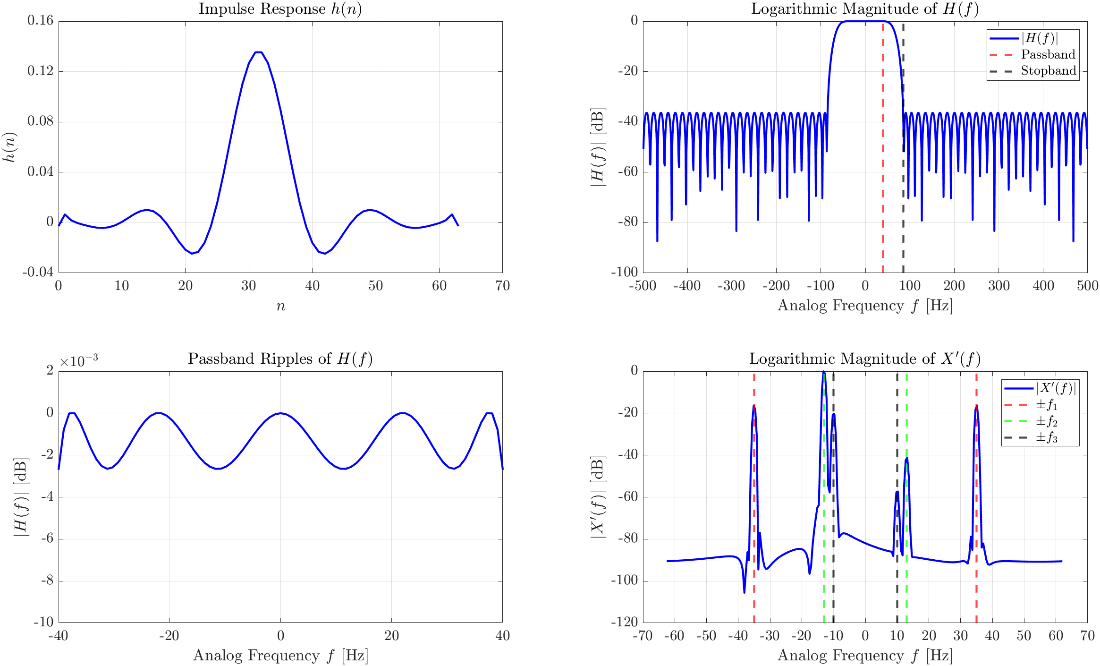 Impulse Response h(n)
0.16
0.12
0.08
0.04
0
-0.04
h(n)
0 10 20 30 40 50 60 70
n
Logarithmic Magnitude of H(f)
0
-20
-40
-60
-80
-100
|H(f)| [dB]
|H(f)|
Passband
Stopband
-500 -400 -300 -200 -100 0 100 200 300 400 500
Analog Frequency f [Hz]
Passband Ripples of H(f)
×10⁻³
2
0
-2
-4
-6
-8
-10
|H(f)| [dB]
-40 -20 0 20 40
Analog Frequency f [Hz]
Logarithmic Magnitude of X′(f)
0
-20
-40
-60
-80
-100
-120
|X′(f)| [dB]
|X′(f)|
±f₁
±f₂
±f₃
-70 -60 -50 -40 -30 -20 -10 0 10 20 30 40 50 60 70
Analog Frequency f [Hz]